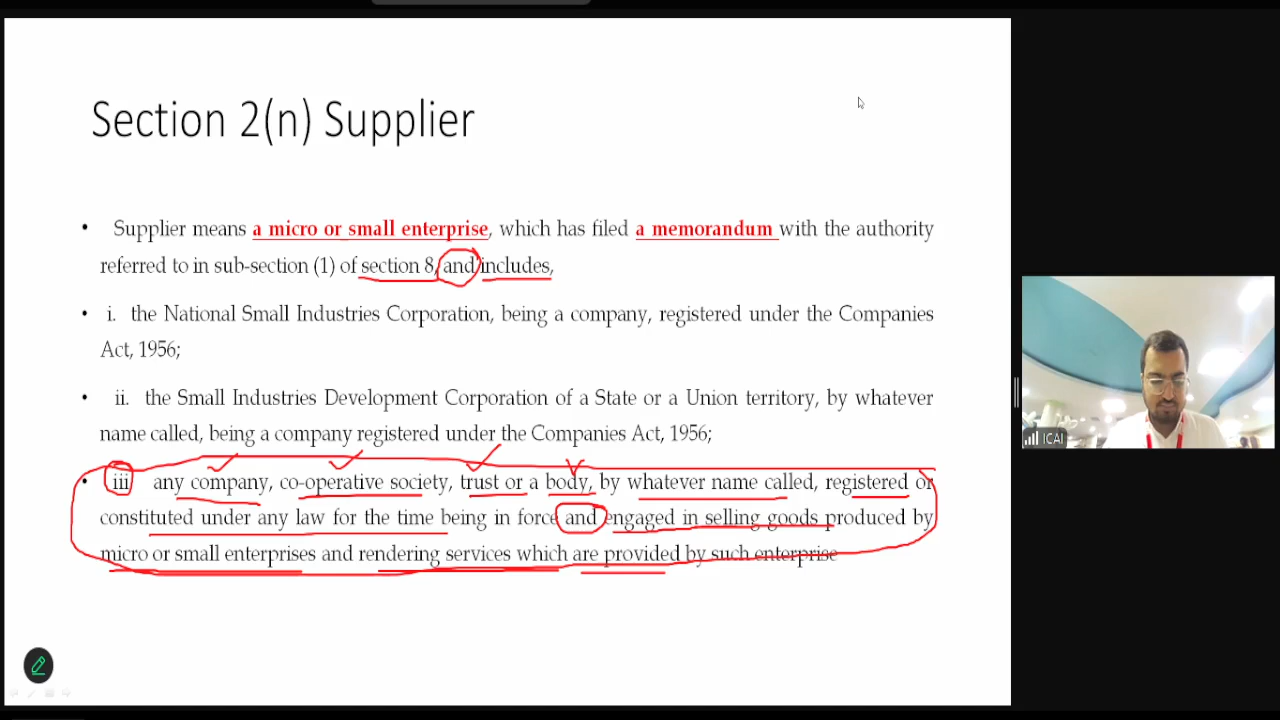 Section 2(n) Supplier
• Supplier means a micro or small enterprise, which has filed a memorandum with the authority
referred to in sub-section (1) of section 8, and includes,
• i. the National Small Industries Corporation, being a company, registered under the Companies
Act, 1956;
• ii. the Small Industries Development Corporation of a State or a Union territory, by whatever
name called, being a company registered under the Companies Act, 1956;
• iii any company, co-operative society, trust or a body, by whatever name called, registered or
constituted under any law for the time being in force and engaged in selling goods produced by
micro or small enterprises and rendering services which are provided by such enterprise
ICAI